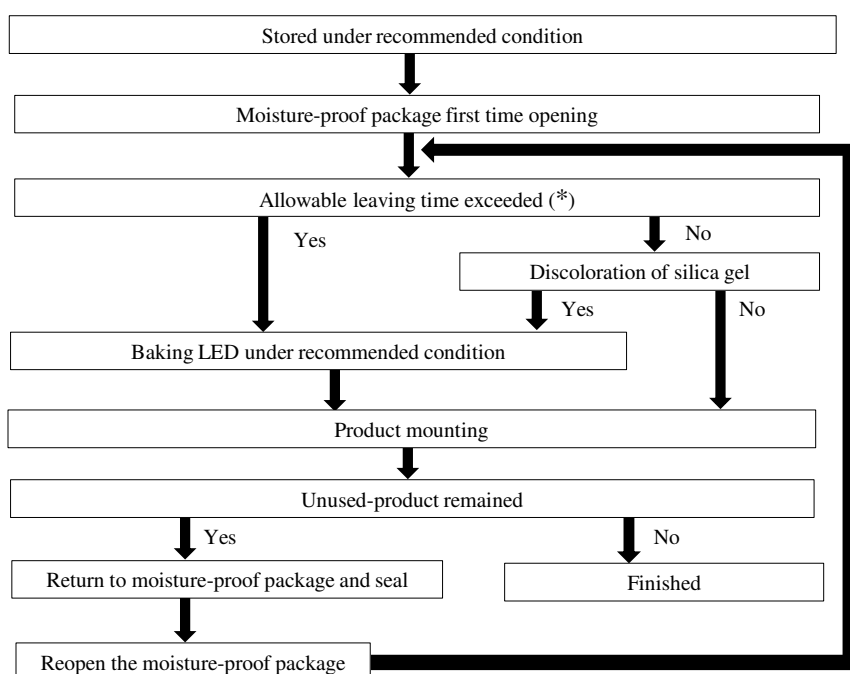 Stored under recommended condition
Moisture-proof package first time opening
Allowable leaving time exceeded (*)
Yes
No
Discoloration of silica gel
Yes
No
Baking LED under recommended condition
Product mounting
Unused-product remained
Yes
No
Return to moisture-proof package and seal
Finished
Reopen the moisture-proof package